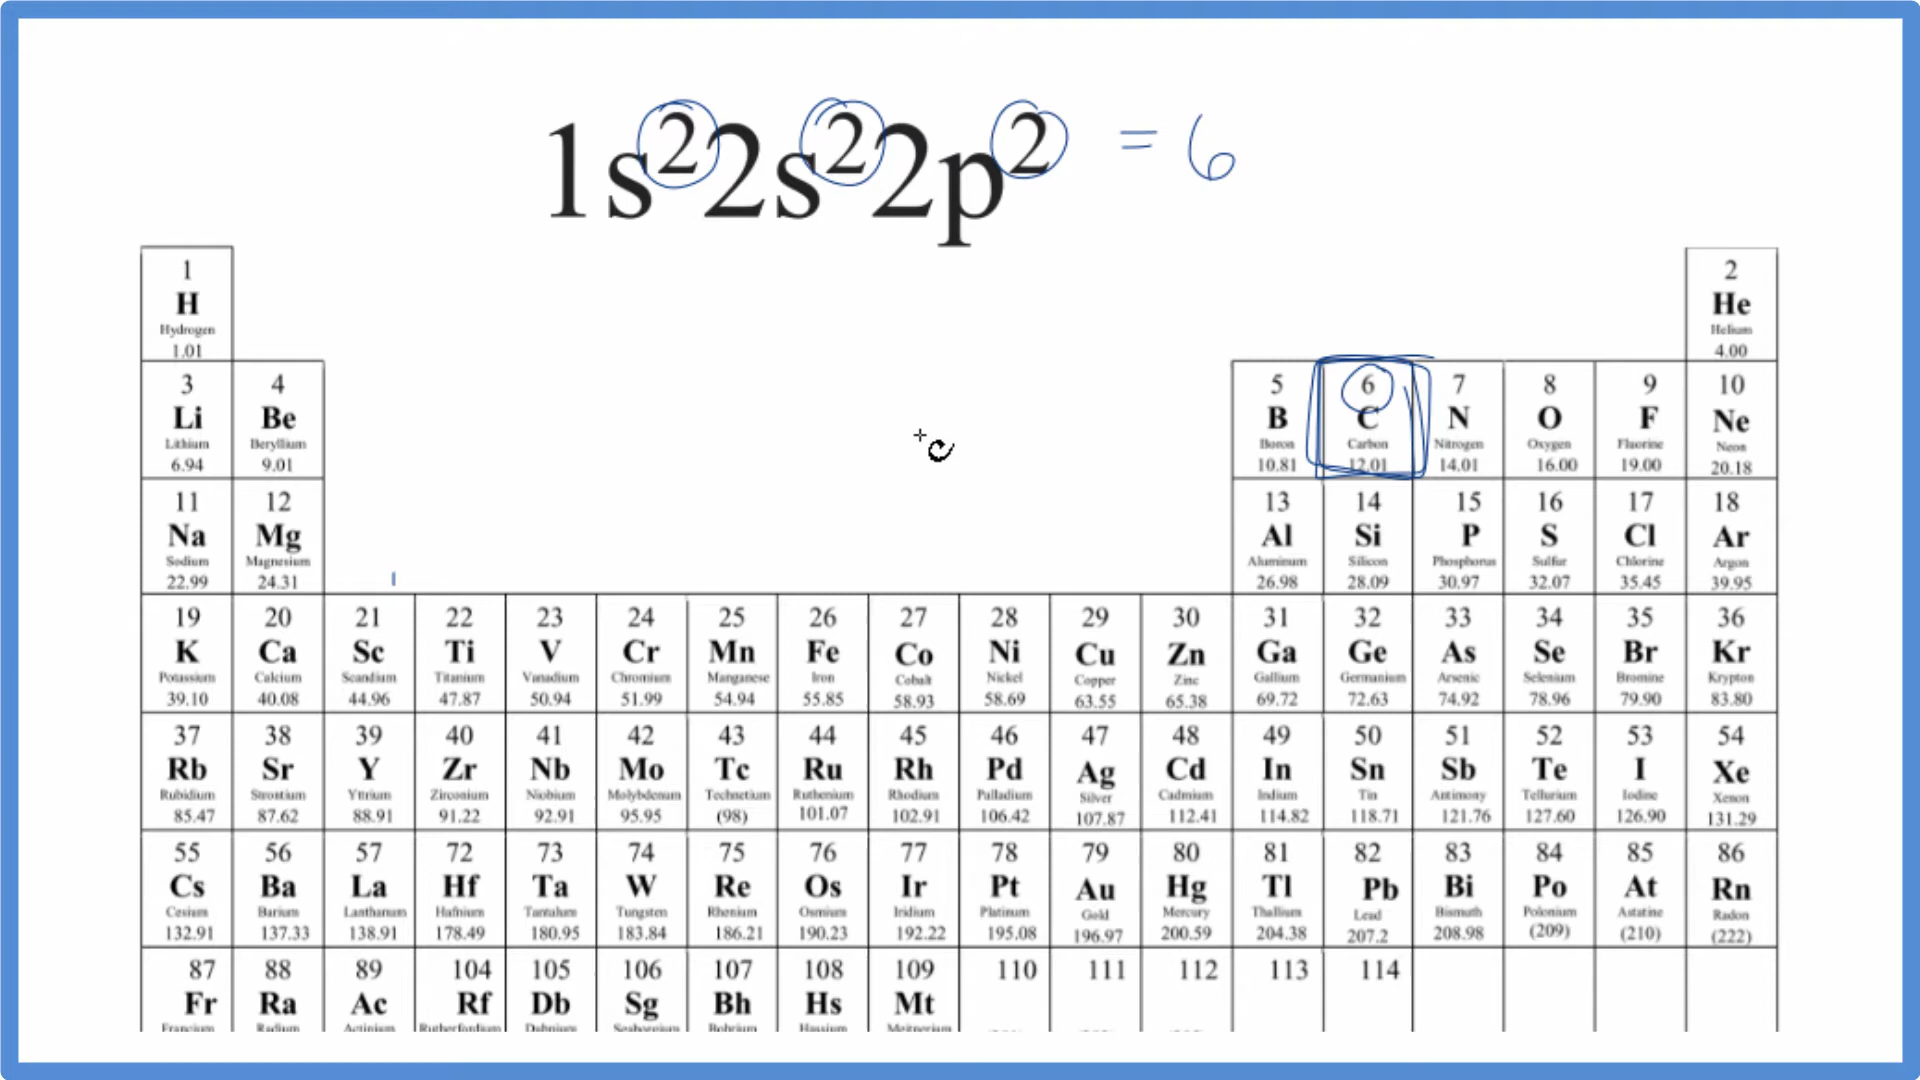 1s²2s²2p² = 6
1 2
H He
Hydrogen Helium
1.01 4.00
3 4 5 6 7 8 9 10
Li Be B C N O F Ne
Lithium Beryllium Boron Carbon Nitrogen Oxygen Fluorine Neon
6.94 9.01 10.81 12.01 14.01 16.00 19.00 20.18
11 12 13 14 15 16 17 18
Na Mg Al Si P S Cl Ar
Sodium Magnesium Aluminum Silicon Phosphorus Sulfur Chlorine Argon
22.99 24.31 26.98 28.09 30.97 32.07 35.45 39.95
19 20 21 22 23 24 25 26 27 28 29 30 31 32 33 34 35 36
K Ca Sc Ti V Cr Mn Fe Co Ni Cu Zn Ga Ge As Se Br Kr
Potassium Calcium Scandium Titanium Vanadium Chromium Manganese Iron Cobalt Nickel Copper Zinc Gallium Germanium Arsenic Selenium Bromine Krypton
39.10 40.08 44.96 47.87 50.94 51.99 54.94 55.85 58.93 58.69 63.55 65.38 69.72 72.63 74.92 78.96 79.90 83.80
37 38 39 40 41 42 43 44 45 46 47 48 49 50 51 52 53 54
Rb Sr Y Zr Nb Mo Tc Ru Rh Pd Ag Cd In Sn Sb Te I Xe
Rubidium Strontium Yttrium Zirconium Niobium Molybdenum Technetium Ruthenium Rhodium Palladium Silver Cadmium Indium Tin Antimony Tellurium Iodine Xenon
85.47 87.62 88.91 91.22 92.91 95.95 (98) 101.07 102.91 106.42 107.87 112.41 114.82 118.71 121.76 127.60 126.90 131.29
55 56 57 72 73 74 75 76 77 78 79 80 81 82 83 84 85 86
Cs Ba La Hf Ta W Re Os Ir Pt Au Hg Tl Pb Bi Po At Rn
Cesium Barium Lanthanum Hafnium Tantalum Tungsten Rhenium Osmium Iridium Platinum Gold Mercury Thallium Lead Bismuth Polonium Astatine Radon
132.91 137.33 138.91 178.49 180.95 183.84 186.21 190.23 192.22 195.08 196.97 200.59 204.38 207.2 208.98 (209) (210) (222)
87 88 89 104 105 106 107 108 109 110 111 112 113 114
Fr Ra Ac Rf Db Sg Bh Hs Mt
Francium Radium Actinium Rutherfordium Dubnium Seaborgium Bohrium Hassium Meitnerium